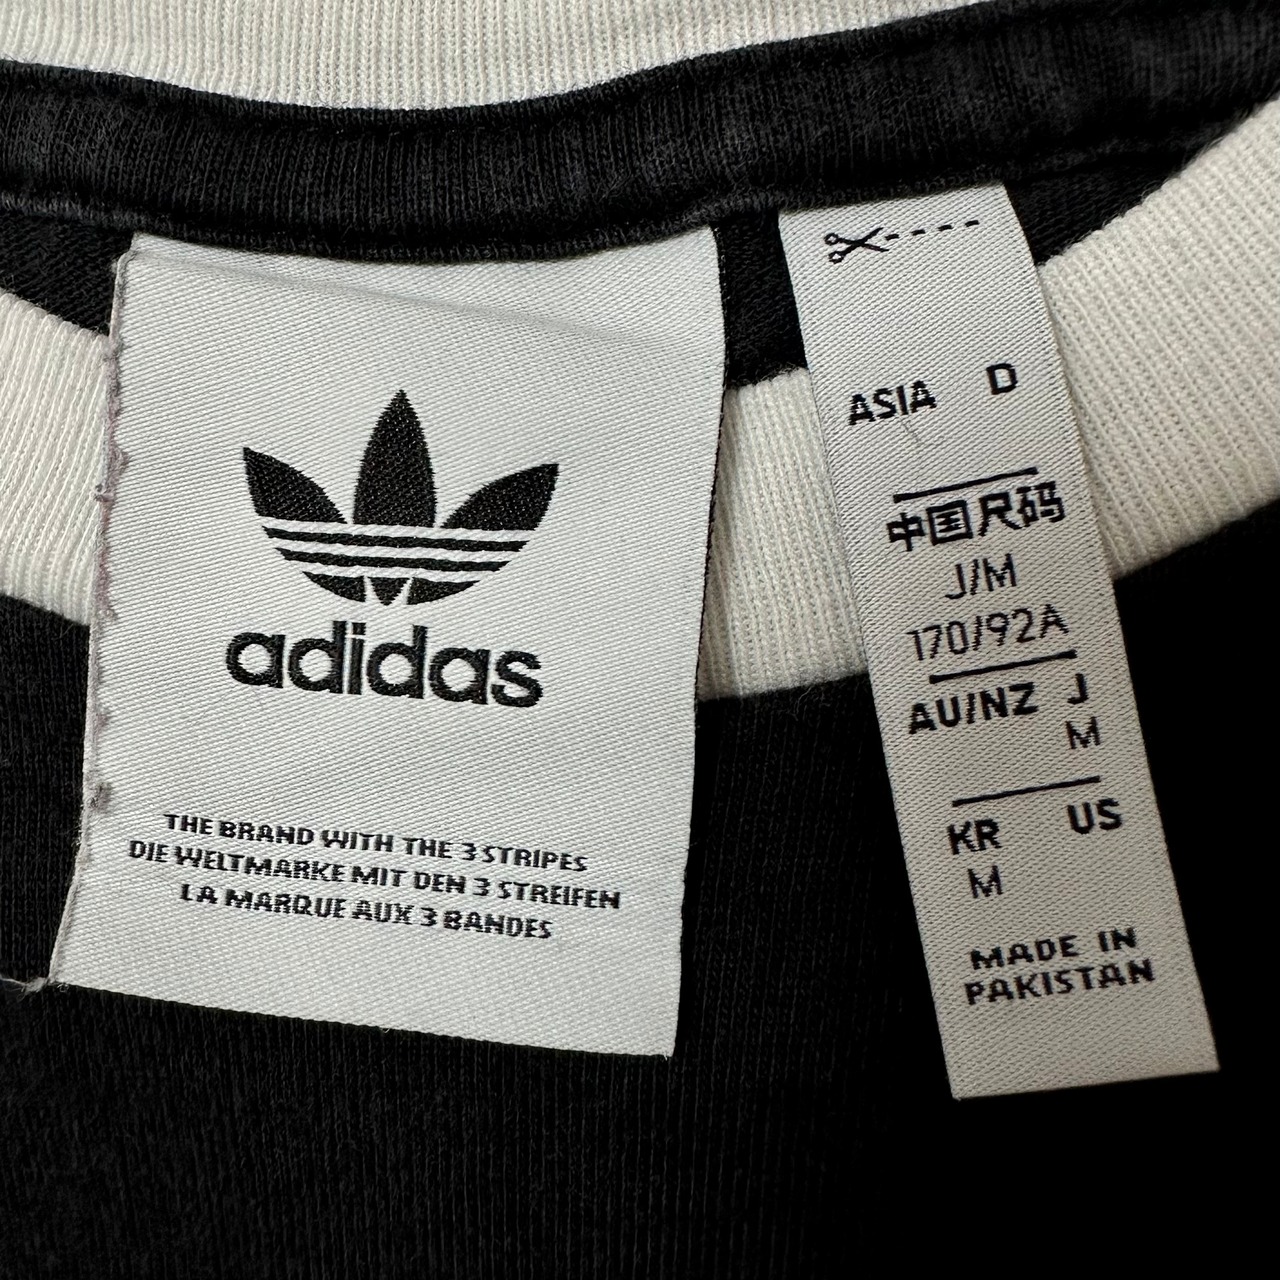 adidas
THE BRAND WITH THE 3 STRIPES
DIE WELTMARKE MIT DEN 3 STREIFEN
LA MARQUE AUX 3 BANDES
ASIA D
中国尺码
J/M
170/92A
AU/NZ J
M
KR US
M
MADE IN
PAKISTAN